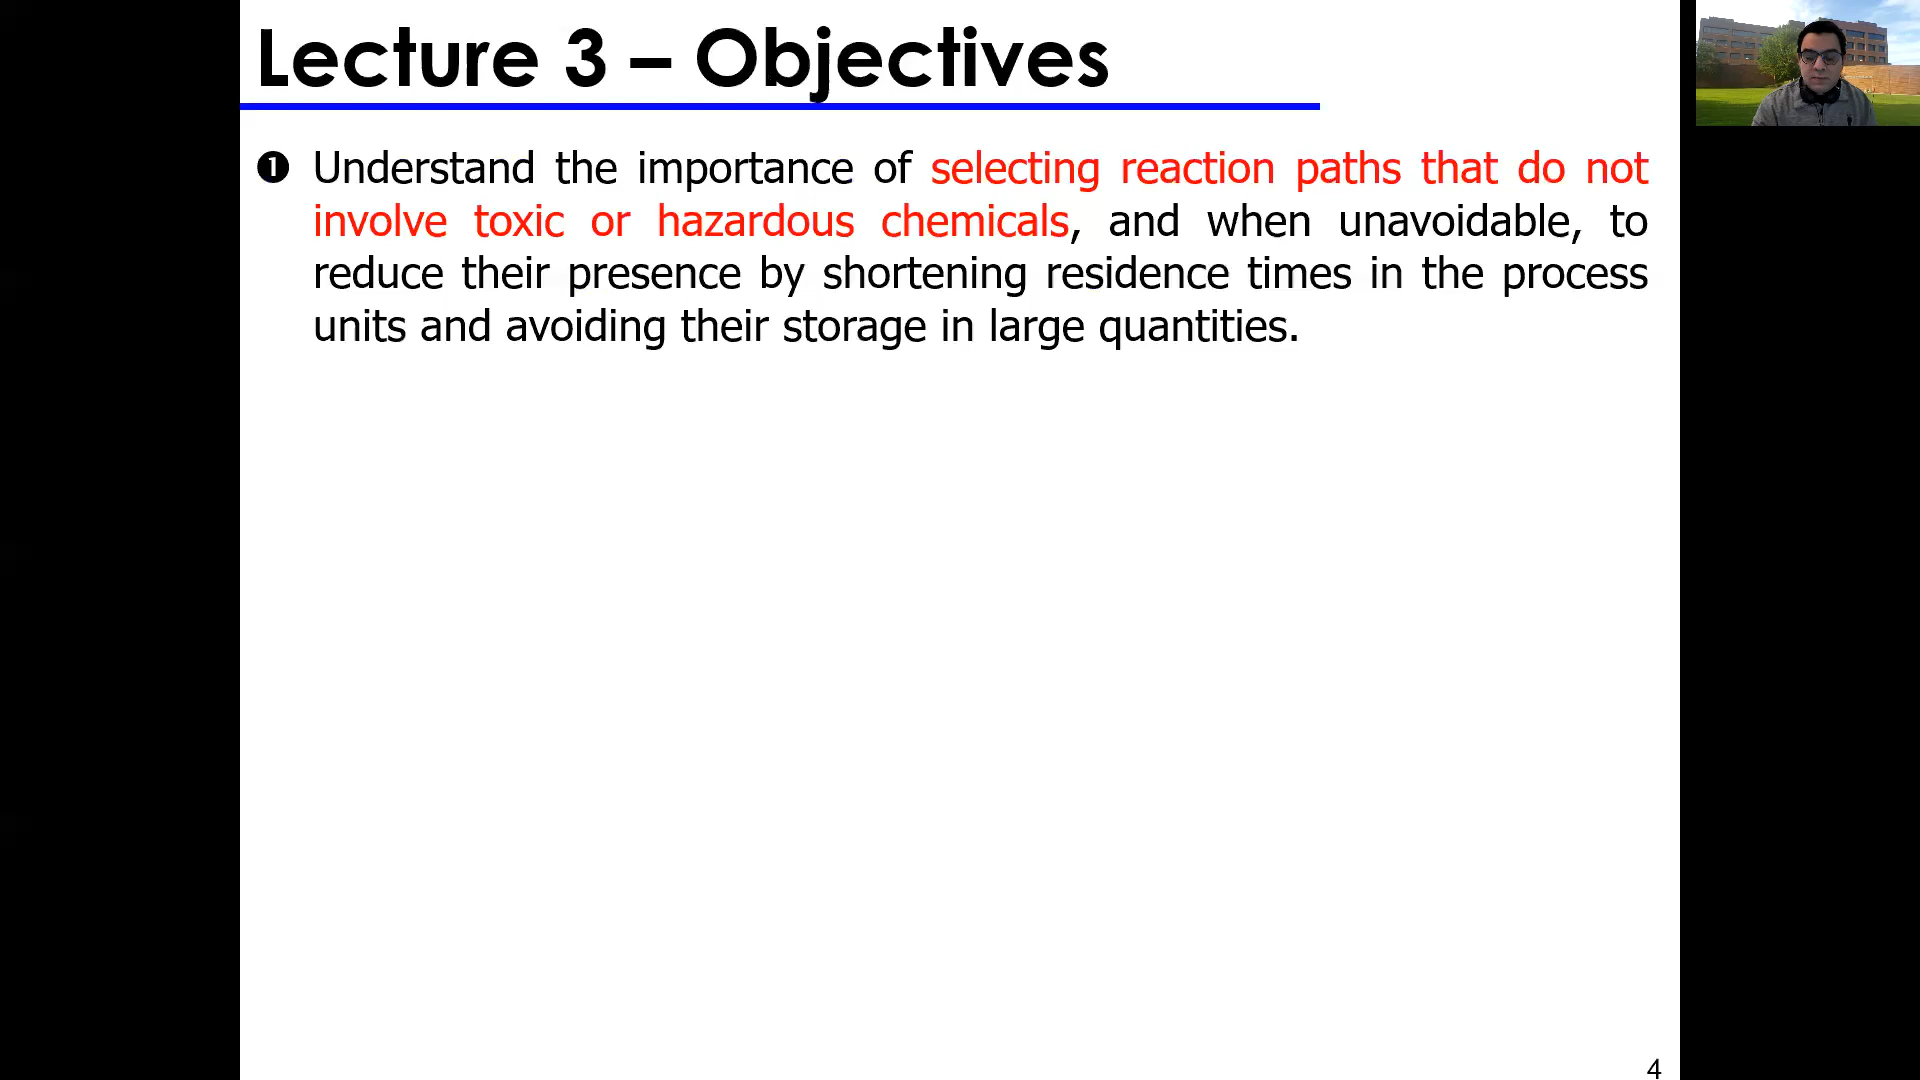 Lecture 3 – Objectives
❶ Understand the importance of selecting reaction paths that do not
involve toxic or hazardous chemicals, and when unavoidable, to
reduce their presence by shortening residence times in the process
units and avoiding their storage in large quantities.
4